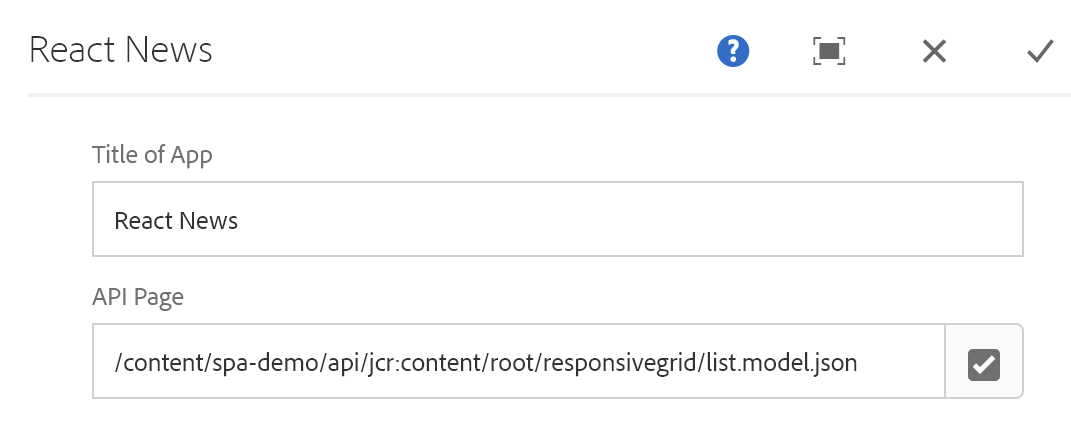 React News
?
Title of App
React News
API Page
/content/spa-demo/api/jcr:content/root/responsivegrid/list.model.json